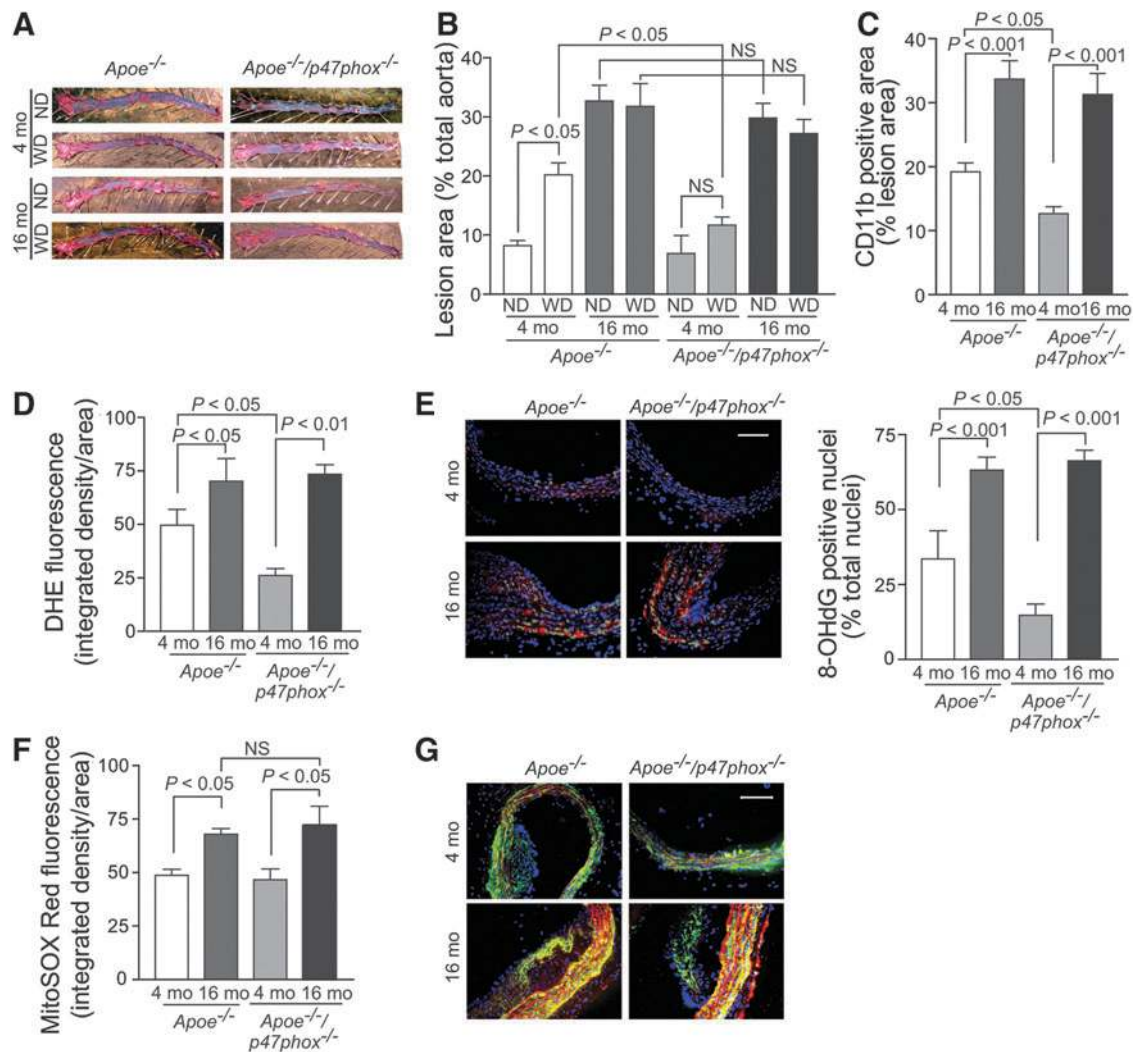 A
Apoe-/-
Apoe-/-/p47phox-/-
4 mo
ND
WD
16 mo
ND
WD
B
Lesion area (% total aorta)
40
30
20
10
0
P < 0.05
NS
NS
P < 0.05
NS
ND WD ND WD ND WD ND WD
4 mo 16 mo 4 mo 16 mo
Apoe-/- Apoe-/-/p47phox-/-
C
CD11b positive area
(% lesion area)
40
30
20
10
0
P < 0.05
P < 0.001
P < 0.001
4 mo 16 mo 4 mo 16 mo
Apoe-/- Apoe-/-/
p47phox-/-
D
DHE fluorescence
(integrated density/area)
100
75
50
25
0
P < 0.05
P < 0.05
P < 0.01
4 mo 16 mo 4 mo 16 mo
Apoe-/- Apoe-/-/
p47phox-/-
E
Apoe-/- Apoe-/-/p47phox-/-
4 mo
16 mo
8-OHdG positive nuclei
(% total nuclei)
75
50
25
0
P < 0.05
P < 0.001
P < 0.001
4 mo 16 mo 4 mo 16 mo
Apoe-/- Apoe-/-/
p47phox-/-
F
MitoSOX Red fluorescence
(integrated density/area)
100
75
50
25
0
NS
P < 0.05
P < 0.05
4 mo 16 mo 4 mo 16 mo
Apoe-/- Apoe-/-/
p47phox-/-
G
Apoe-/- Apoe-/-/p47phox-/-
4 mo
16 mo